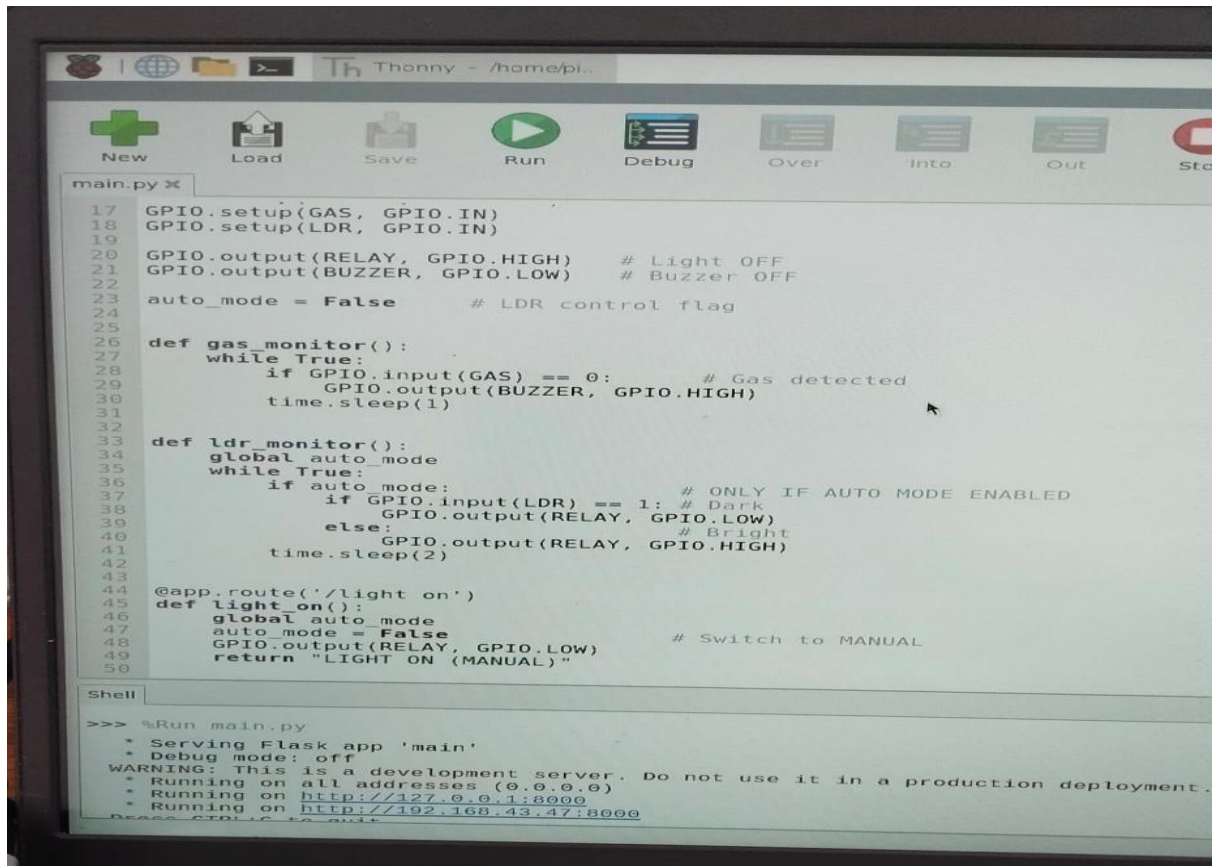 Thonny - /home/pi..
New Load Save Run Debug Over Into Out Sto
main.py ×
17 GPIO.setup(GAS, GPIO.IN)
18 GPIO.setup(LDR, GPIO.IN)
19
20 GPIO.output(RELAY, GPIO.HIGH) # Light OFF
21 GPIO.output(BUZZER, GPIO.LOW) # Buzzer OFF
22
23 auto_mode = False # LDR control flag
24
25
26 def gas_monitor():
27 while True:
28 if GPIO.input(GAS) == 0: # Gas detected
29 GPIO.output(BUZZER, GPIO.HIGH)
30 time.sleep(1)
31
32
33 def ldr_monitor():
34 global auto_mode
35 while True:
36 if auto_mode: # ONLY IF AUTO MODE ENABLED
37 if GPIO.input(LDR) == 1: # Dark
38 GPIO.output(RELAY, GPIO.LOW)
39 else: # Bright
40 GPIO.output(RELAY, GPIO.HIGH)
41 time.sleep(2)
42
43
44 @app.route('/light on')
45 def light_on():
46 global auto_mode
47 auto_mode = False # Switch to MANUAL
48 GPIO.output(RELAY, GPIO.LOW)
49 return "LIGHT ON (MANUAL)"
50
Shell
>>> %Run main.py
* Serving Flask app 'main'
* Debug mode: off
WARNING: This is a development server. Do not use it in a production deployment.
* Running on all addresses (0.0.0.0)
* Running on http://127.0.0.1:8000
* Running on http://192.168.43.47:8000
Press CTRL+C to quit